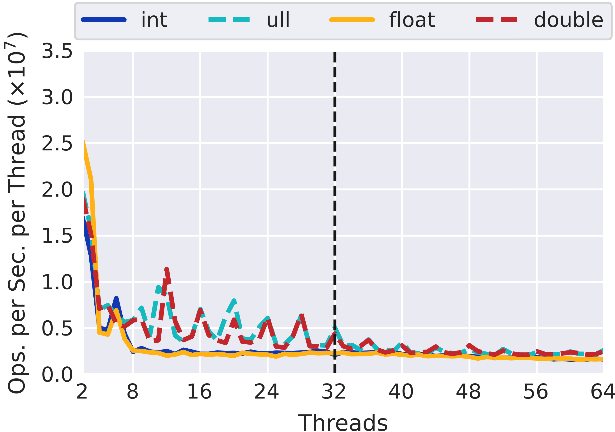 int ull float double
Ops. per Sec. per Thread (×10⁷)
3.5
3.0
2.5
2.0
1.5
1.0
0.5
0.0
2 8 16 24 32 40 48 56 64
Threads